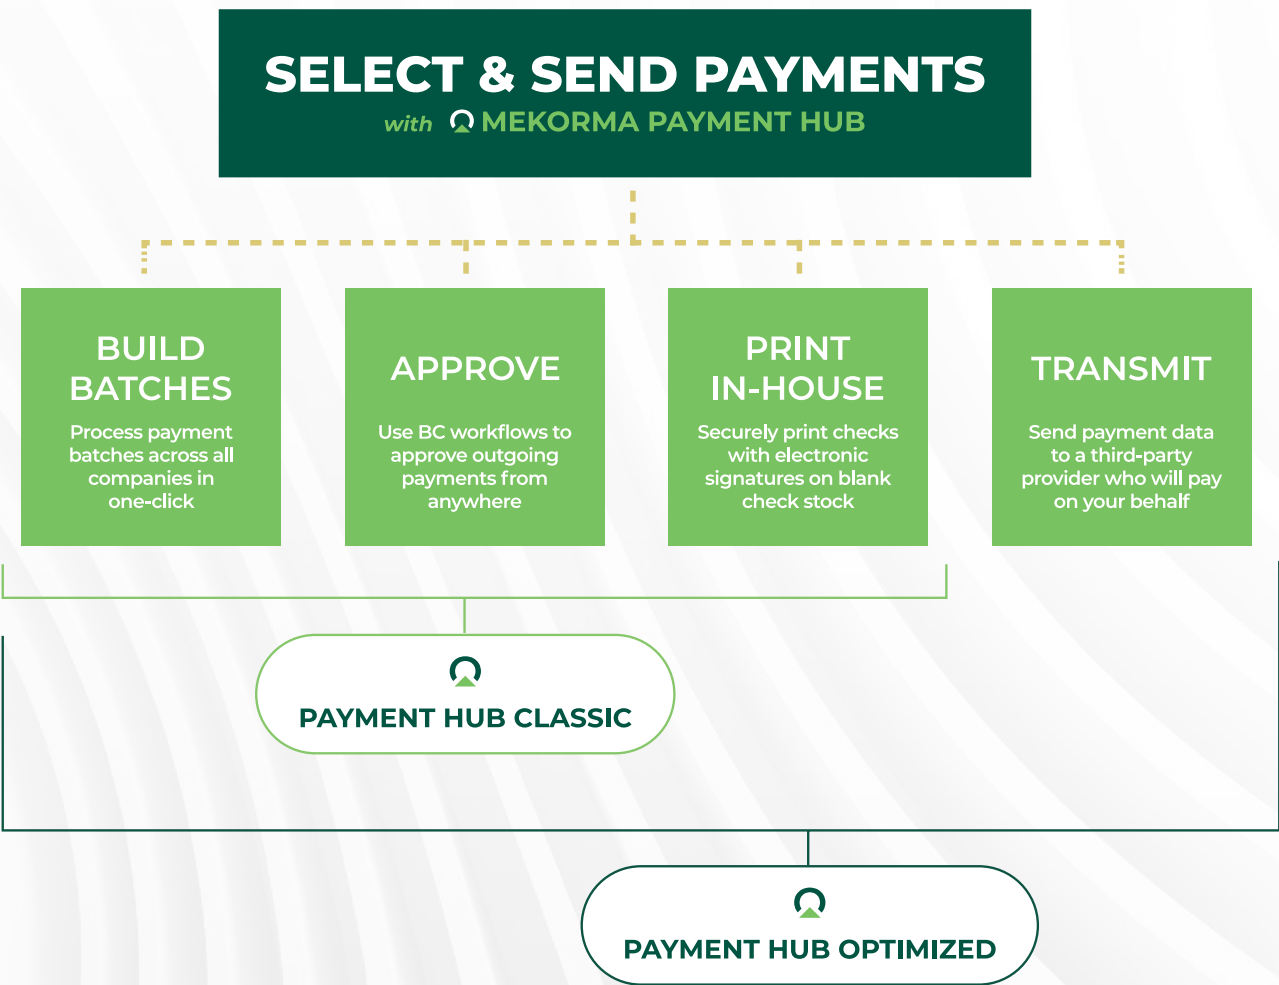 SELECT & SEND PAYMENTS
with MEKORMA PAYMENT HUB
BUILD
BATCHES
Process payment
batches across all
companies in
one-click
APPROVE
Use BC workflows to
approve outgoing
payments from
anywhere
PRINT
IN-HOUSE
Securely print checks
with electronic
signatures on blank
check stock
TRANSMIT
Send payment data
to a third-party
provider who will pay
on your behalf
PAYMENT HUB CLASSIC
PAYMENT HUB OPTIMIZED